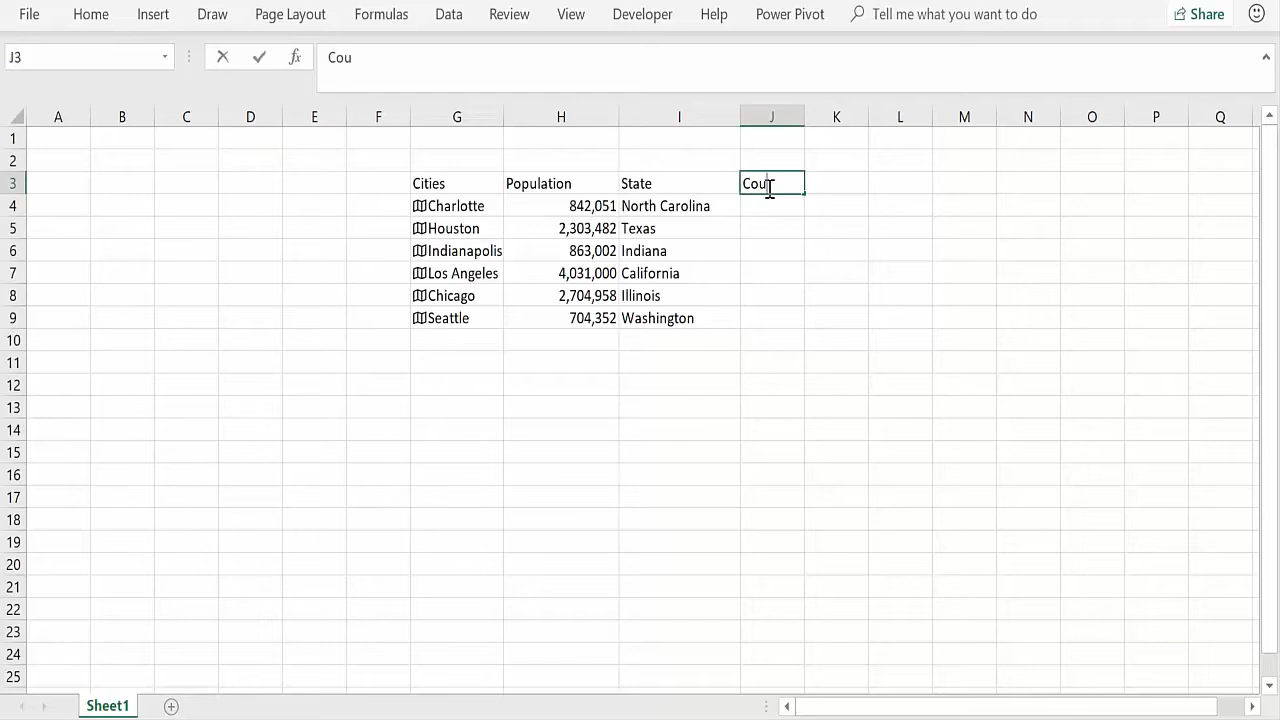 File Home Insert Draw Page Layout Formulas Data Review View Developer Help Power Pivot Tell me what you want to do Share
J3 fx Cou
A B C D E F G H I J K L M N O P Q
1
2
3 Cities Population State Cou
4 Charlotte 842,051 North Carolina
5 Houston 2,303,482 Texas
6 Indianapolis 863,002 Indiana
7 Los Angeles 4,031,000 California
8 Chicago 2,704,958 Illinois
9 Seattle 704,352 Washington
10
11
12
13
14
15
16
17
18
19
20
21
22
23
24
25
Sheet1